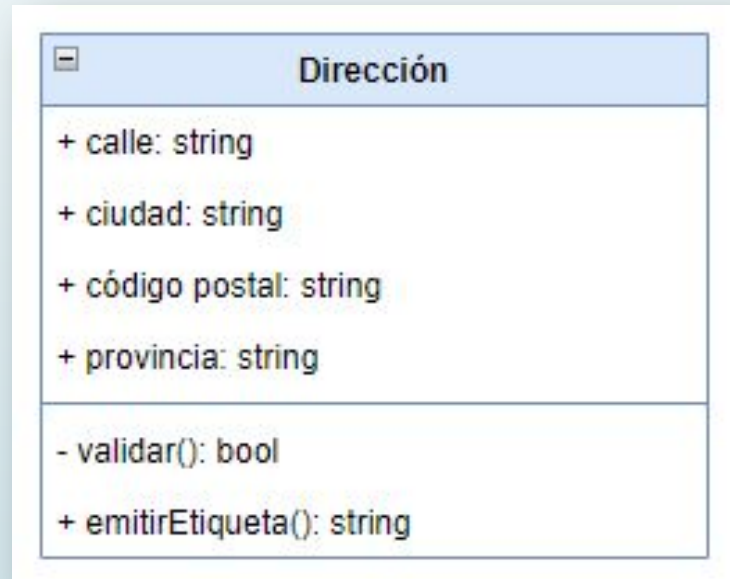 Dirección
+ calle: string
+ ciudad: string
+ código postal: string
+ provincia: string
- validar(): bool
+ emitirEtiqueta(): string